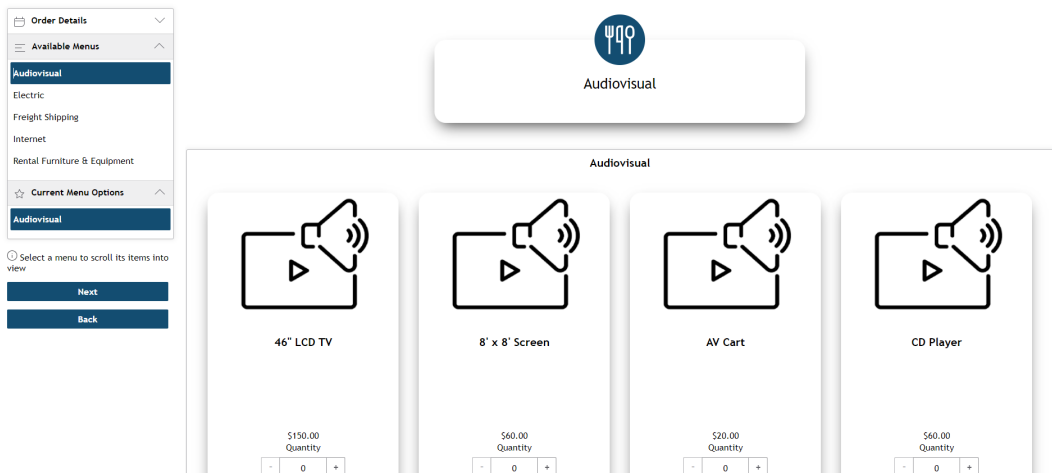 Order Details
Available Menus
Audiovisual
Electric
Freight Shipping
Internet
Rental Furniture & Equipment
Current Menu Options
Audiovisual
Select a menu to scroll its items into
view
Next
Back
Audiovisual
Audiovisual
46" LCD TV
8' x 8' Screen
AV Cart
CD Player
$150.00
Quantity
- 0 +
$60.00
Quantity
- 0 +
$20.00
Quantity
- 0 +
$60.00
Quantity
- 0 +